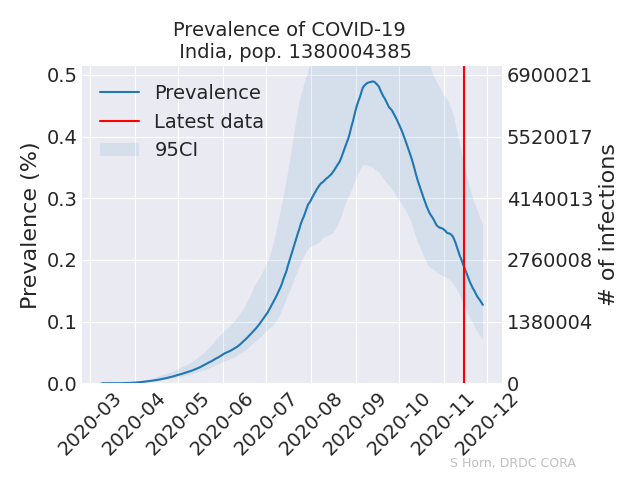 Prevalence of COVID-19
India, pop. 1380004385
Prevalence (%)
0.5
0.4
0.3
0.2
0.1
0.0
Prevalence
Latest data
95CI
6900021
5520017
4140013
2760008
1380004
0
# of infections
2020-03
2020-04
2020-05
2020-06
2020-07
2020-08
2020-09
2020-10
2020-11
2020-12
S Horn, DRDC CORA